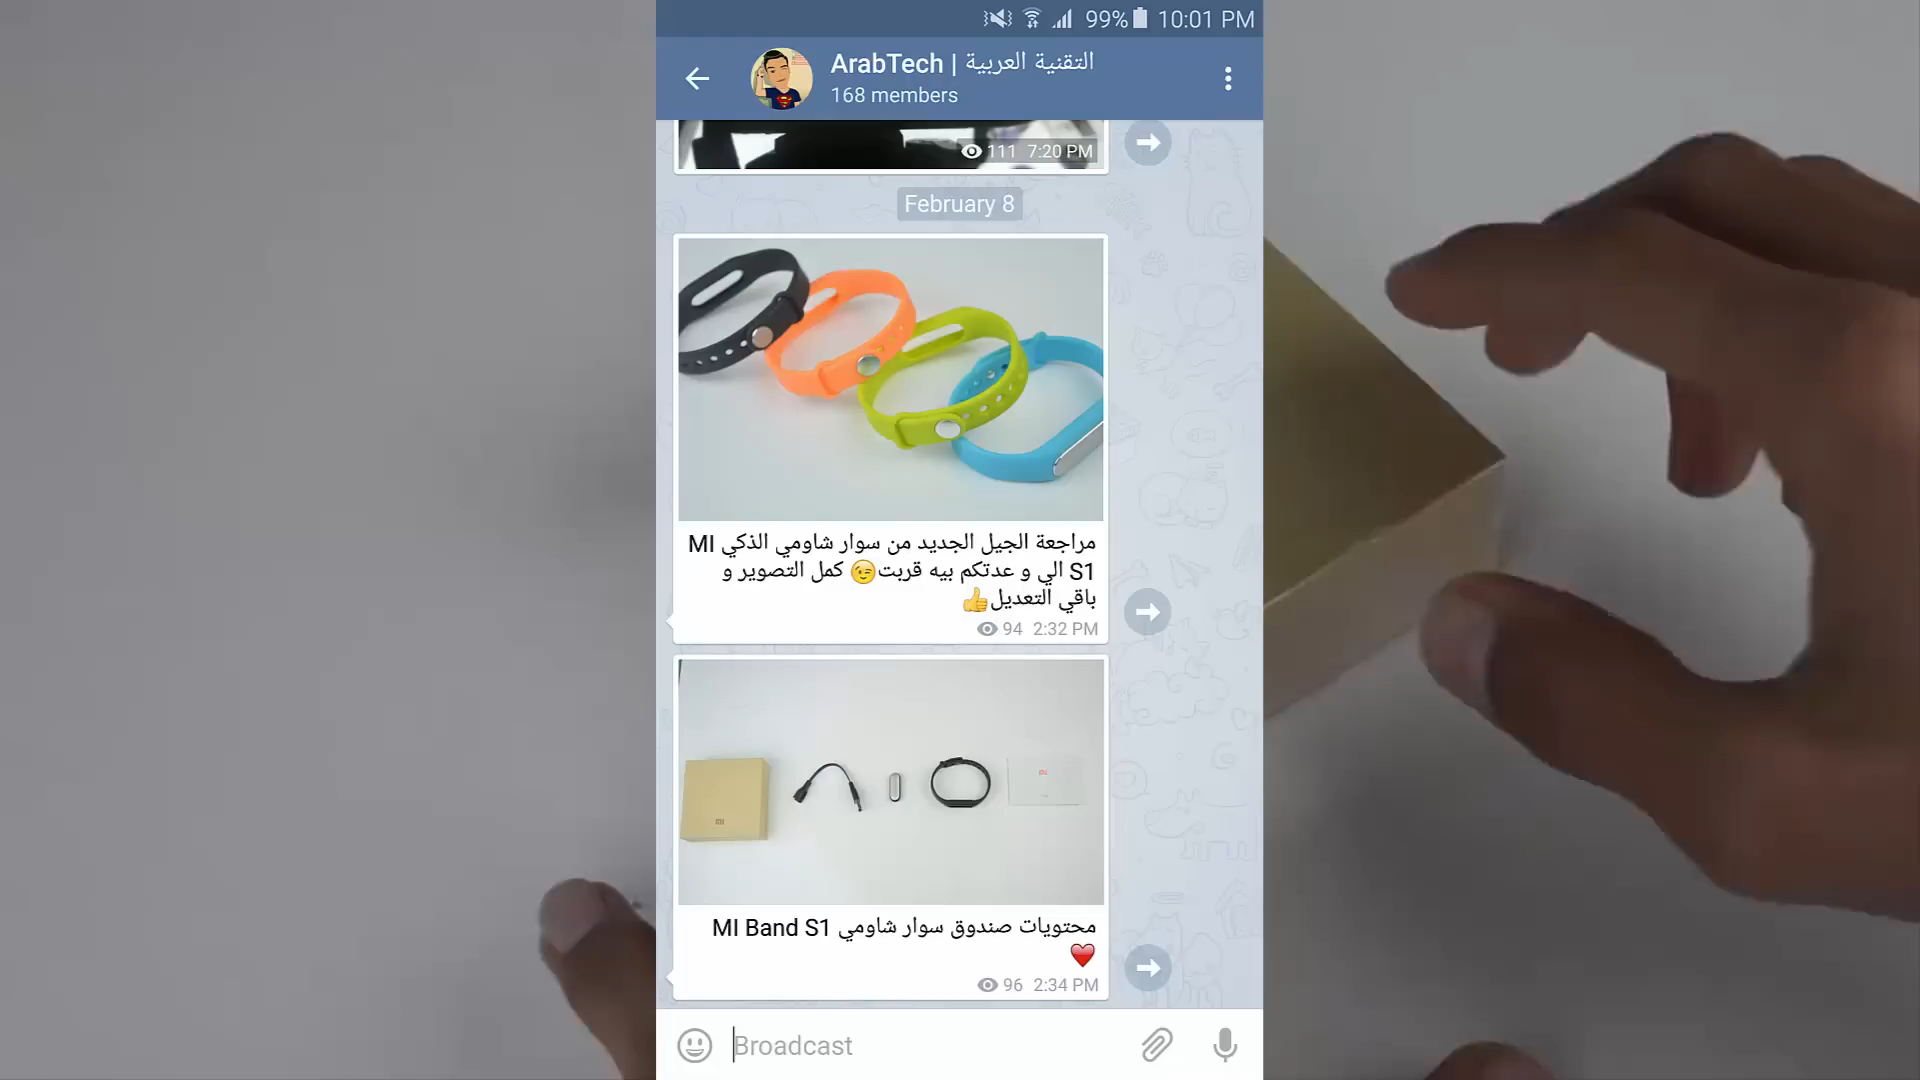 99% 10:01 PM
ArabTech | التقنية العربية
168 members
111 7:20 PM
February 8
مراجعة الجيل الجديد من سوار شاومي الذكي MI
S1 الي و عدتكم بيه قربت😉 كمل التصوير و
باقي التعديل👍
94 2:32 PM
محتويات صندوق سوار شاومي MI Band S1
❤️
96 2:34 PM
Broadcast